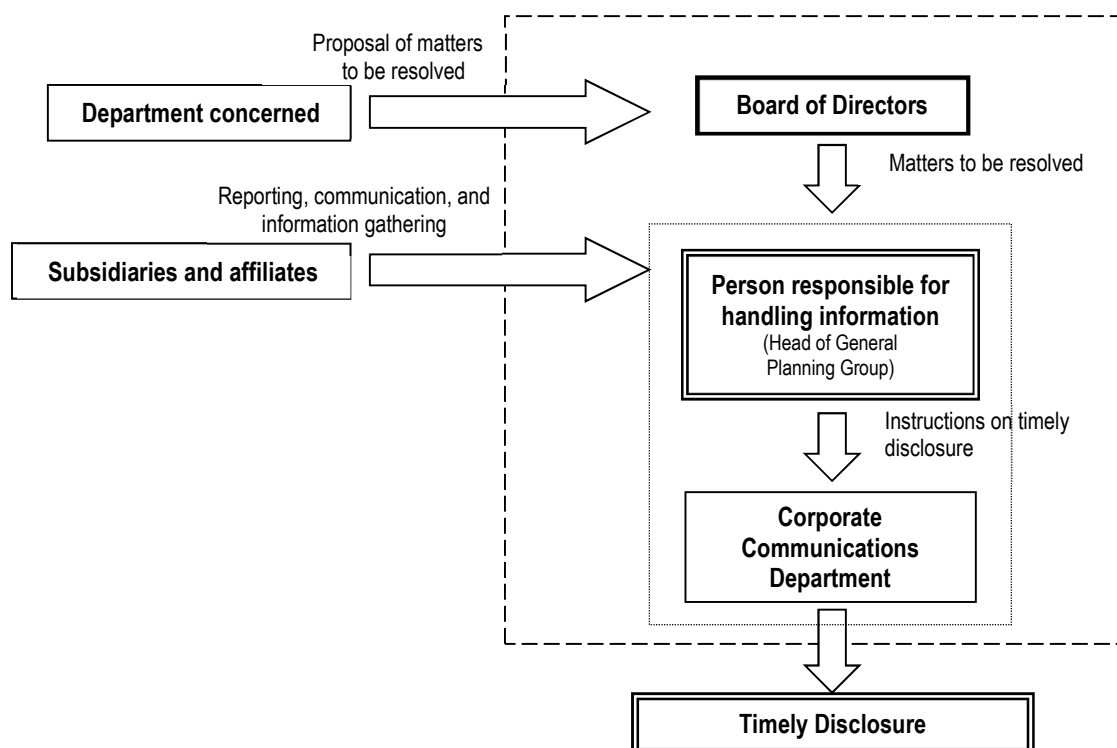 Proposal of matters
to be resolved
Department concerned
Board of Directors
Matters to be resolved
Reporting, communication, and
information gathering
Subsidiaries and affiliates
Person responsible for
handling information
(Head of General
Planning Group)
Instructions on timely
disclosure
Corporate
Communications
Department
Timely Disclosure